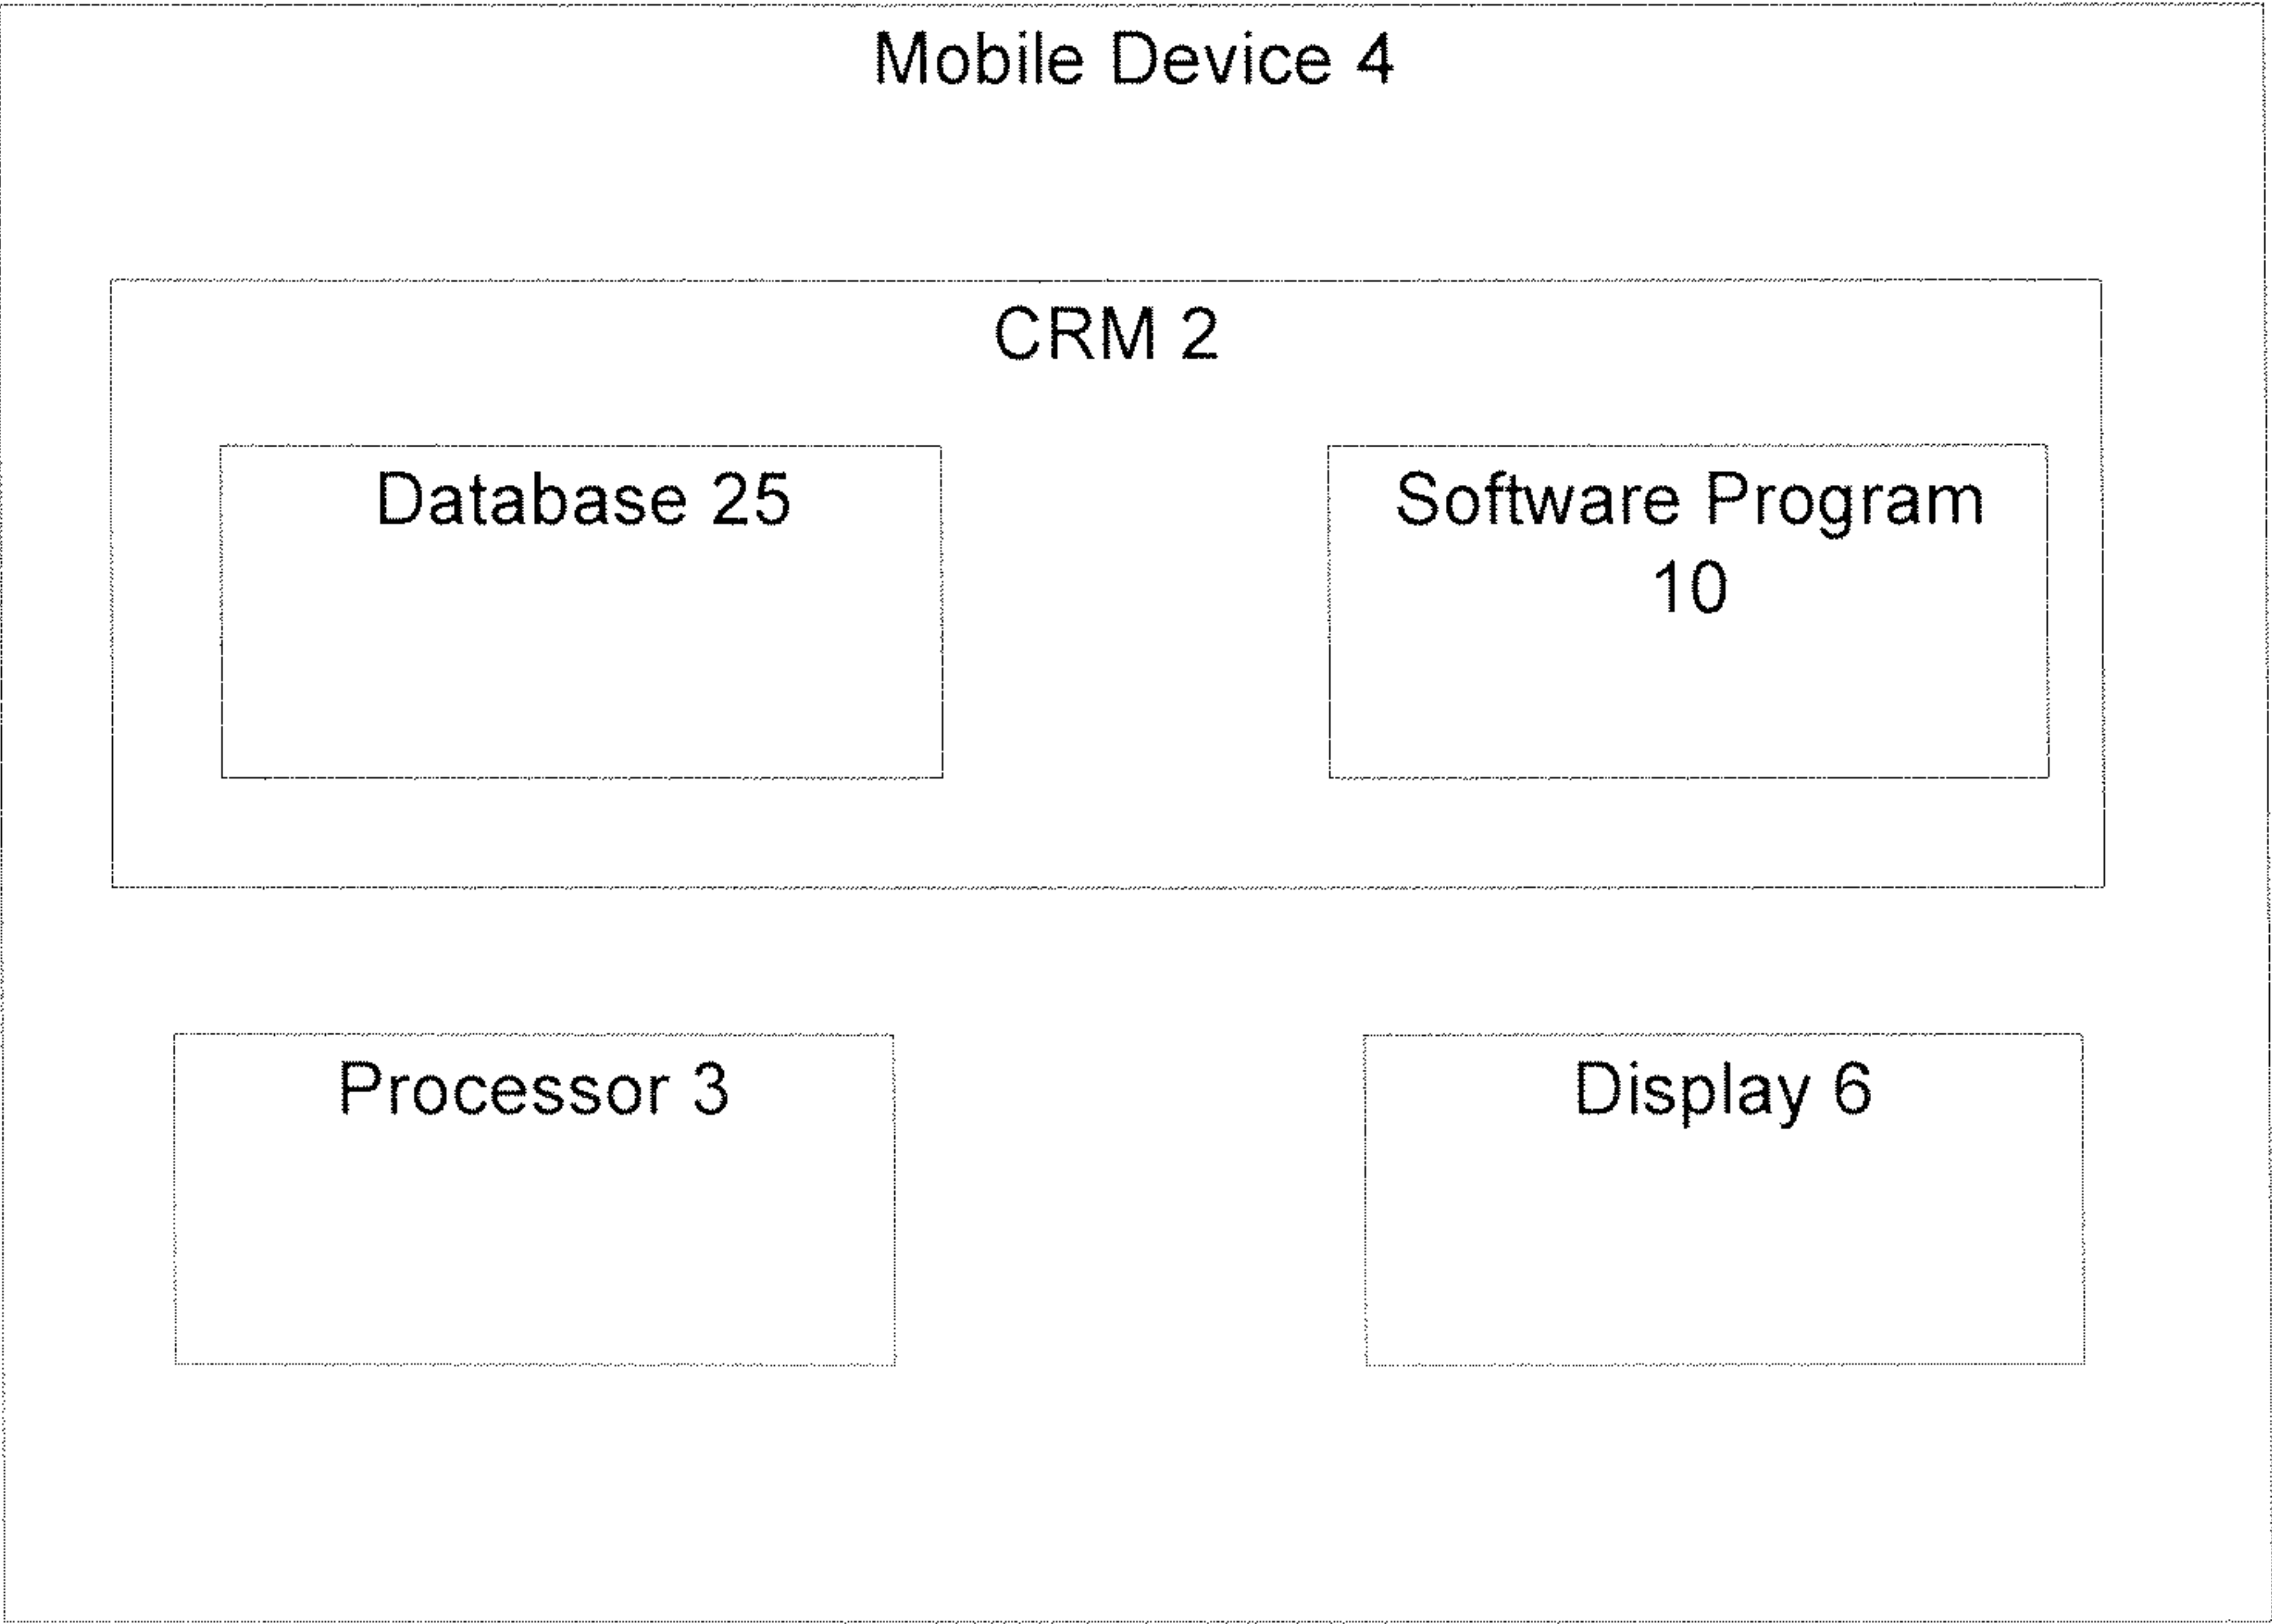 Mobile Device 4
CRM 2
Database 25
Software Program
10
Processor 3
Display 6